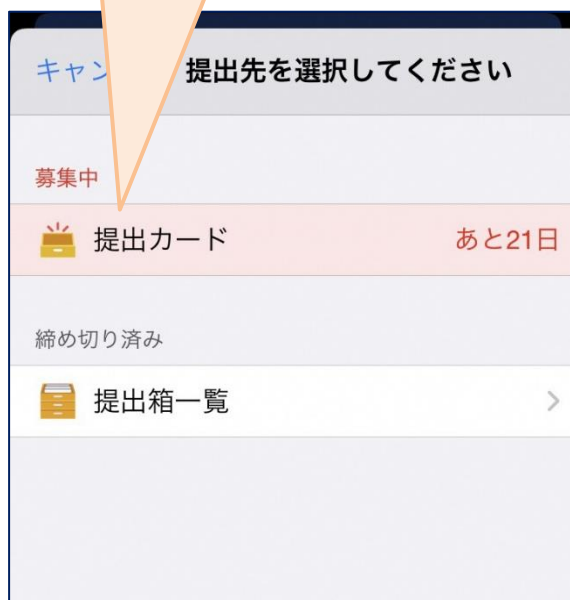 キャン
提出先を選択してください
募集中
提出カード
あと21日
締め切り済み
提出箱一覧